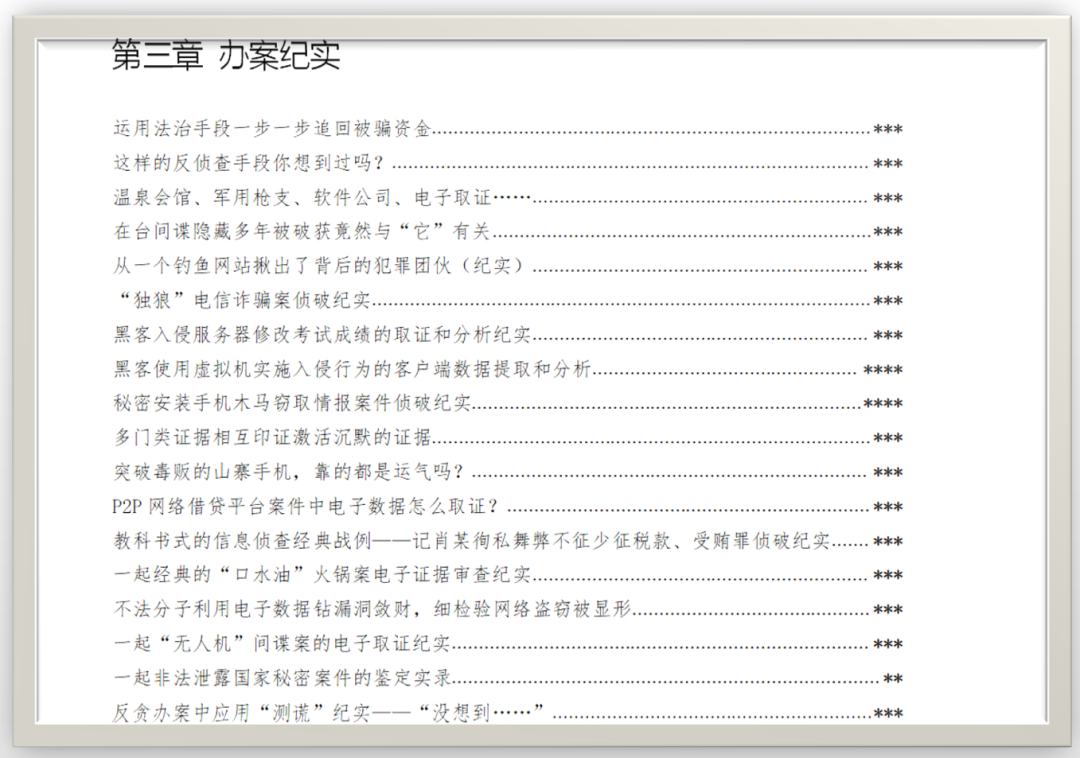 第三章 办案纪实
运用法治手段一步一步追回被骗资金........................................***
这样的反侦查手段你想到过吗？........................................***
温泉会馆、军用枪支、软件公司、电子取证……........................................***
在台间谍隐藏多年被破获竟然与“它”有关........................................***
从一个钓鱼网站揪出了背后的犯罪团伙（纪实）........................................***
“独狼”电信诈骗案侦破纪实........................................***
黑客入侵服务器修改考试成绩的取证和分析纪实........................................***
黑客使用虚拟机实施入侵行为的客户端数据提取和分析........................................****
秘密安装手机木马窃取情报案件侦破纪实........................................****
多门类证据相互印证激活沉默的证据........................................***
突破毒贩的山寨手机，靠的都是运气吗？........................................***
P2P 网络借贷平台案件中电子数据怎么取证？........................................***
教科书式的信息侦查经典战例——记肖某徇私舞弊不征少征税款、受贿罪侦破纪实.......***
一起经典的“口水油”火锅案电子证据审查纪实........................................***
不法分子利用电子数据钻漏洞敛财，细检验网络盗窃被显形........................................***
一起“无人机”间谍案的电子取证纪实........................................***
一起非法泄露国家秘密案件的鉴定实录........................................**
反贪办案中应用“测谎”纪实——“没想到……”........................................***